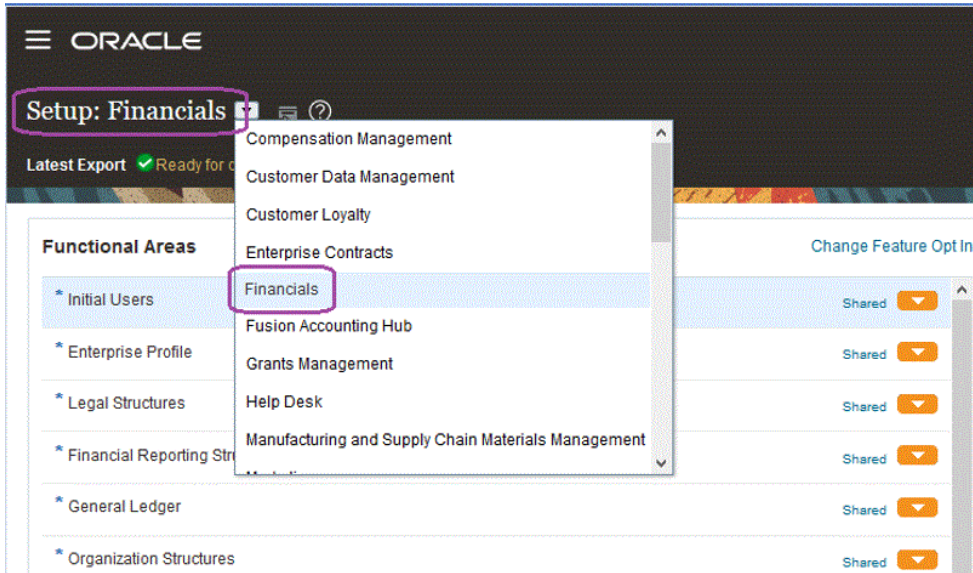 ORACLE
Setup: Financials
Latest Export Ready for
Compensation Management
Customer Data Management
Customer Loyalty
Enterprise Contracts
Financials
Fusion Accounting Hub
Grants Management
Help Desk
Manufacturing and Supply Chain Materials Management
Functional Areas
Change Feature Opt In
* Initial Users Shared
* Enterprise Profile Shared
* Legal Structures Shared
* Financial Reporting Shared
* General Ledger Shared
* Organization Structures Shared